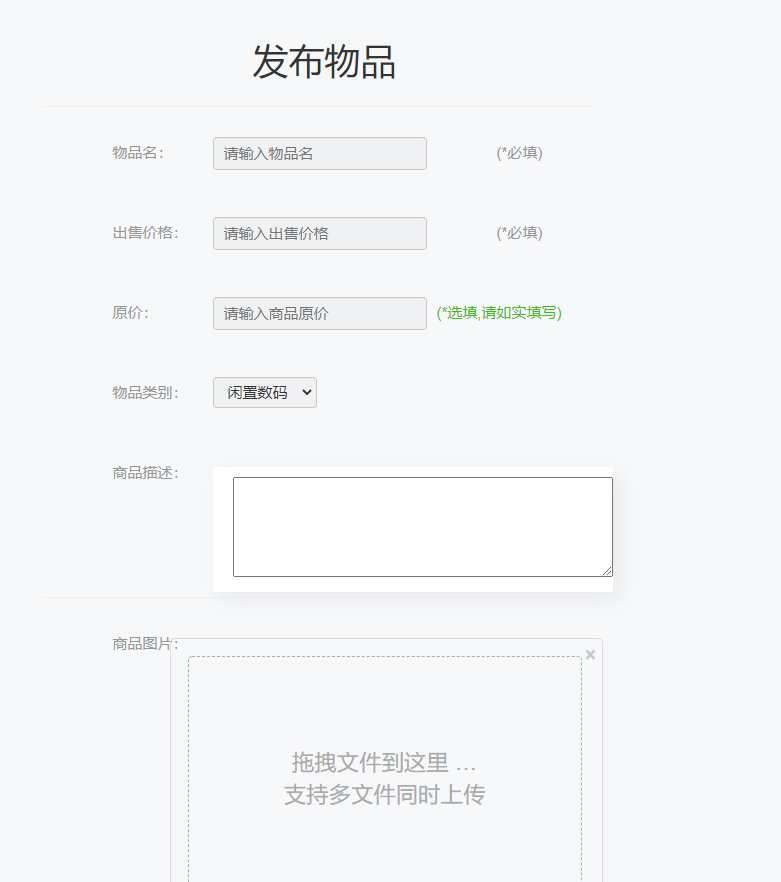 发布物品
物品名：
请输入物品名
(*必填)
出售价格：
请输入出售价格
(*必填)
原价：
请输入商品原价
(*选填,请如实填写)
物品类别：
闲置数码
商品描述：
商品图片：
×
拖拽文件到这里 …
支持多文件同时上传